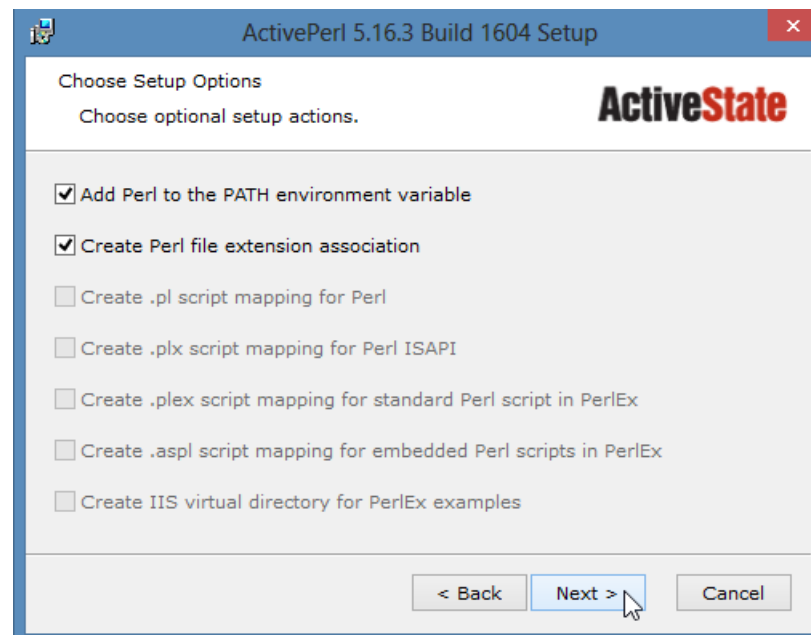 ActivePerl 5.16.3 Build 1604 Setup
Choose Setup Options
Choose optional setup actions.
ActiveState
Add Perl to the PATH environment variable
Create Perl file extension association
Create .pl script mapping for Perl
Create .plx script mapping for Perl ISAPI
Create .plex script mapping for standard Perl script in PerlEx
Create .aspl script mapping for embedded Perl scripts in PerlEx
Create IIS virtual directory for PerlEx examples
< Back Next > Cancel